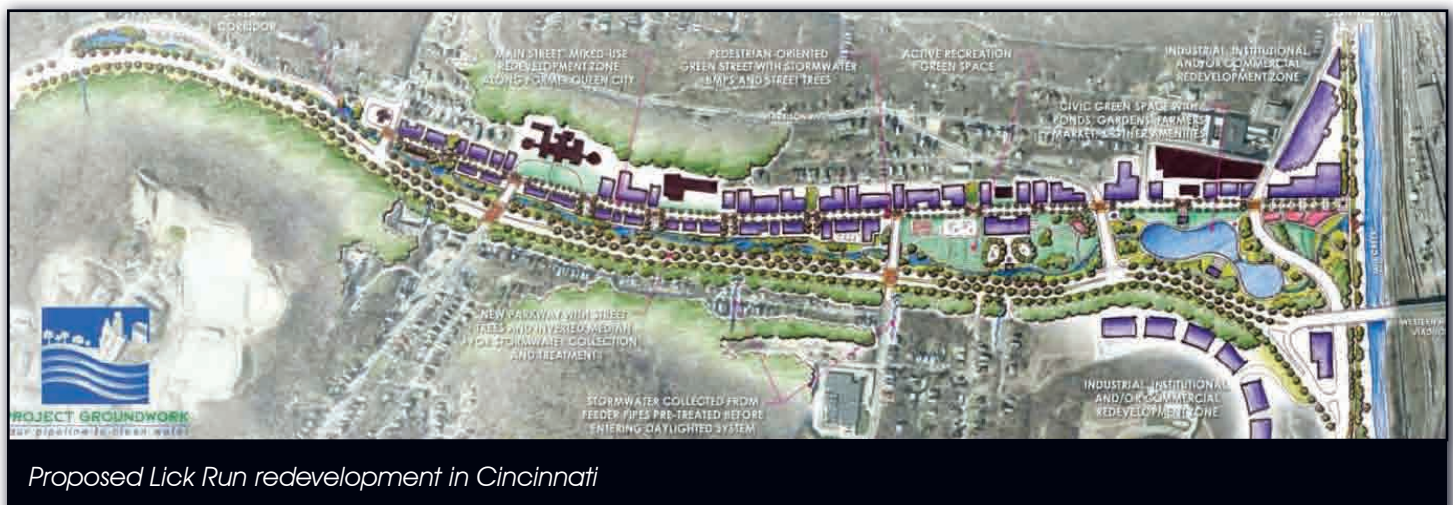 CORRIDOR
MAIN STREET MIXED-USE
REDEVELOPMENT ZONE
ALONG FORMER QUEEN CITY
PEDESTRIAN-ORIENTED
GREEN STREET WITH STORMWATER
BMPS AND STREET TREES
ACTIVE RECREATION
GREEN SPACE
INDUSTRIAL, INSTITUTIONAL
AND/OR COMMERCIAL
REDEVELOPMENT ZONE
CIVIC GREEN SPACE WITH
PONDS, GARDENS, FARMERS
MARKET & OTHER AMENITIES
NEW PARKWAY WITH STREET
TREES AND INVERTED MEDIAN
FOR STORMWATER COLLECTION
AND TREATMENT
STORMWATER COLLECTED FROM
FEEDER PIPES PRE-TREATED BEFORE
ENTERING DAYLIGHTED SYSTEM
INDUSTRIAL, INSTITUTIONAL
AND/OR COMMERCIAL
REDEVELOPMENT ZONE
WESTERN
PROJECT GROUNDWORK
our pipeline to clean water
Proposed Lick Run redevelopment in Cincinnati